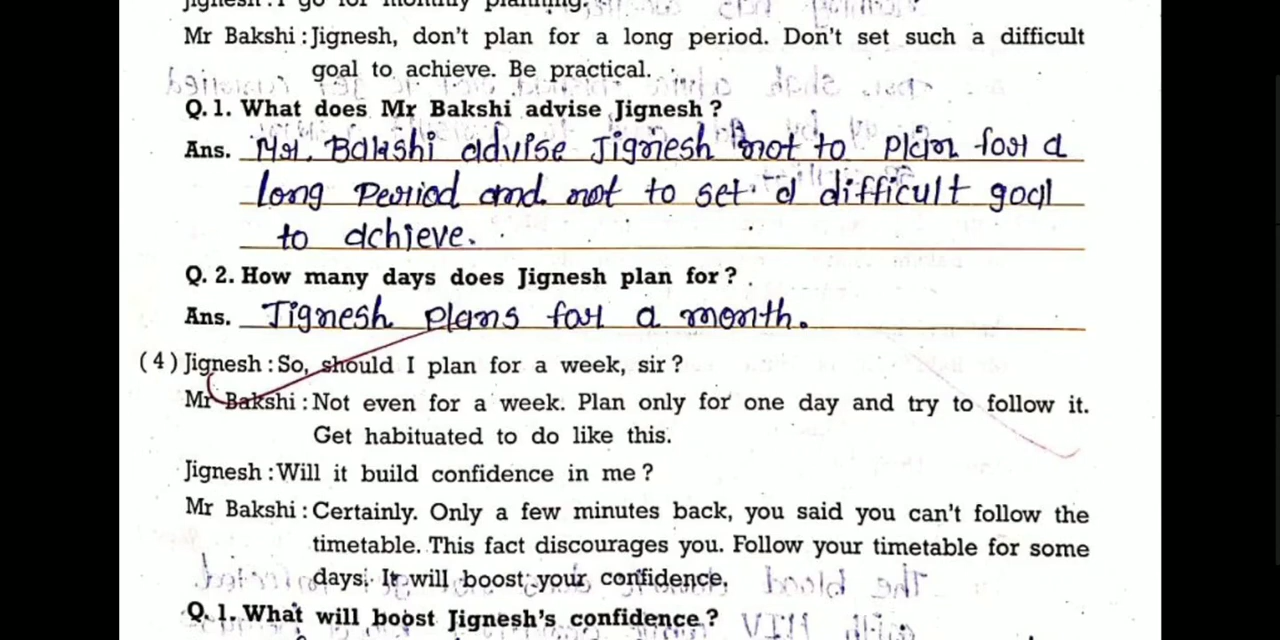 Jignesh : I go for monthly planning.
Mr Bakshi : Jignesh, don't plan for a long period. Don't set such a difficult
goal to achieve. Be practical.
Q. 1. What does Mr Bakshi advise Jignesh ?
Ans. Mr. Bakshi advise Jignesh not to plan for a
long period and not to set a difficult goal
to achieve.
Q. 2. How many days does Jignesh plan for ?
Ans. Jignesh plans for a month.
(4) Jignesh : So, should I plan for a week, sir ?
Mr Bakshi : Not even for a week. Plan only for one day and try to follow it.
Get habituated to do like this.
Jignesh : Will it build confidence in me ?
Mr Bakshi : Certainly. Only a few minutes back, you said you can't follow the
timetable. This fact discourages you. Follow your timetable for some
days. It will boost your confidence.
Q. 1. What will boost Jignesh's confidence ?